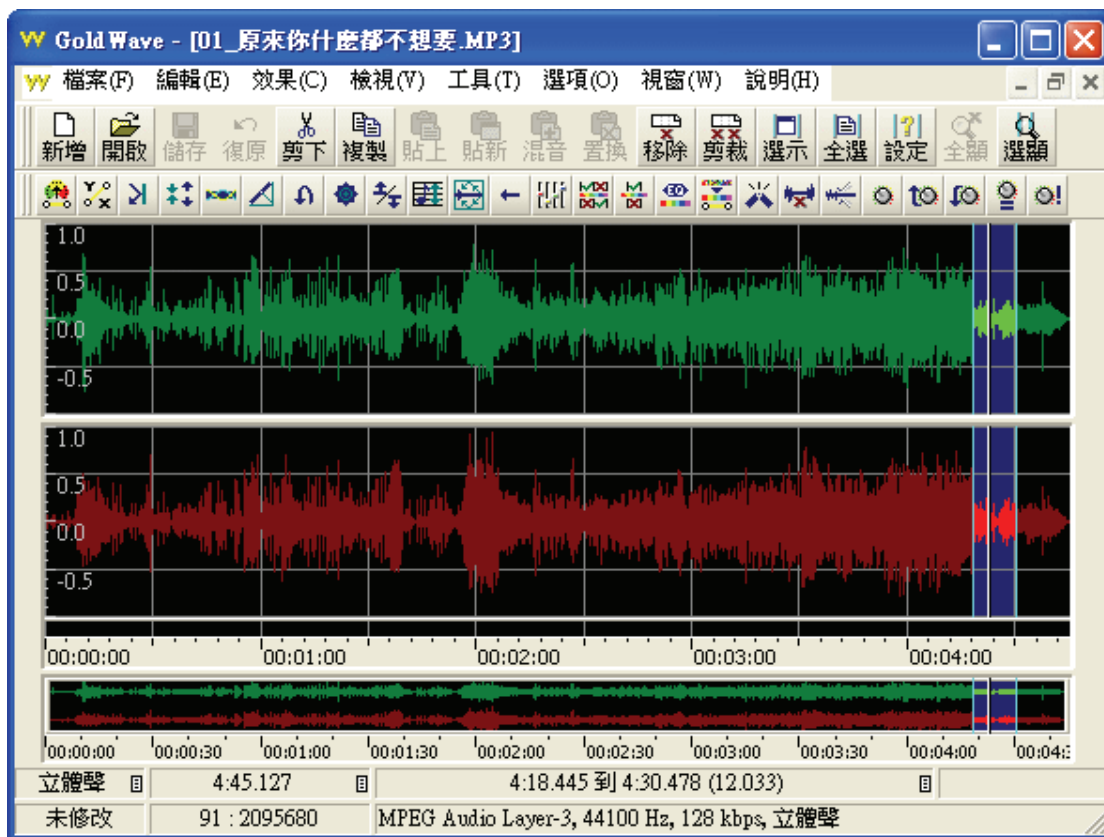 GoldWave - [01_原來你什麼都不想要.MP3]
檔案(F) 編輯(E) 效果(C) 檢視(V) 工具(T) 選項(O) 視窗(W) 說明(H)
新增 開啟 儲存 復原 剪下 複製 貼上 貼新 混音 置換 移除 剪裁 選示 全選 設定 全顯 選顯
1.0
0.5
0.0
-0.5
1.0
0.5
0.0
-0.5
00:00:00 00:01:00 00:02:00 00:03:00 00:04:00
00:00:00 00:00:30 00:01:00 00:01:30 00:02:00 00:02:30 00:03:00 00:03:30 00:04:00 00:04:3
立體聲 4:45.127 4:18.445 到 4:30.478 (12.033)
未修改 91 : 2095680 MPEG Audio Layer-3, 44100 Hz, 128 kbps, 立體聲